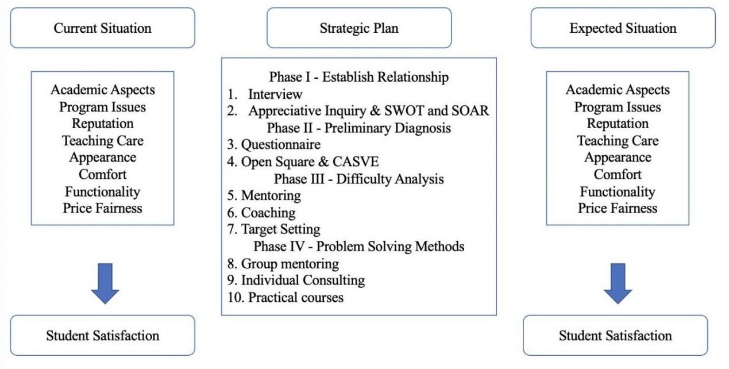 Current Situation
Academic Aspects
Program Issues
Reputation
Teaching Care
Appearance
Comfort
Functionality
Price Fairness
Student Satisfaction
Strategic Plan
Phase I - Establish Relationship
1. Interview
2. Appreciative Inquiry & SWOT and SOAR
Phase II - Preliminary Diagnosis
3. Questionnaire
4. Open Square & CASVE
Phase III - Difficulty Analysis
5. Mentoring
6. Coaching
7. Target Setting
Phase IV - Problem Solving Methods
8. Group mentoring
9. Individual Consulting
10. Practical courses
Expected Situation
Academic Aspects
Program Issues
Reputation
Teaching Care
Appearance
Comfort
Functionality
Price Fairness
Student Satisfaction